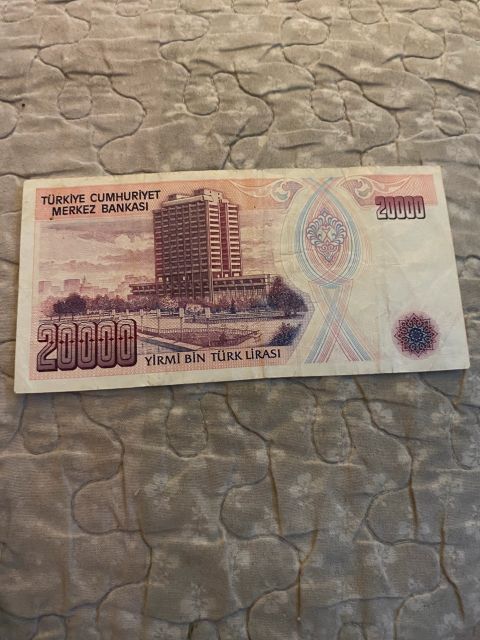 TÜRKİYE CUMHURİYET
MERKEZ BANKASI
20000
20000
YİRMİ BİN TÜRK LİRASI